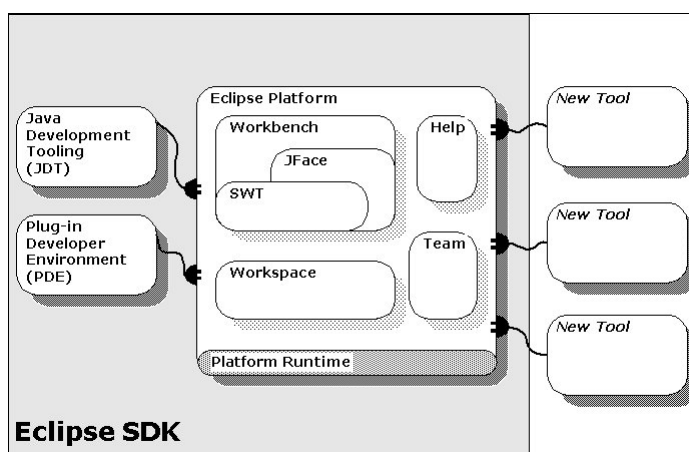 Eclipse Platform
Java
Development
Tooling
(JDT)
Workbench
JFace
SWT
Help
New Tool
Plug-in
Developer
Environment
(PDE)
Workspace
Team
New Tool
New Tool
Platform Runtime
Eclipse SDK